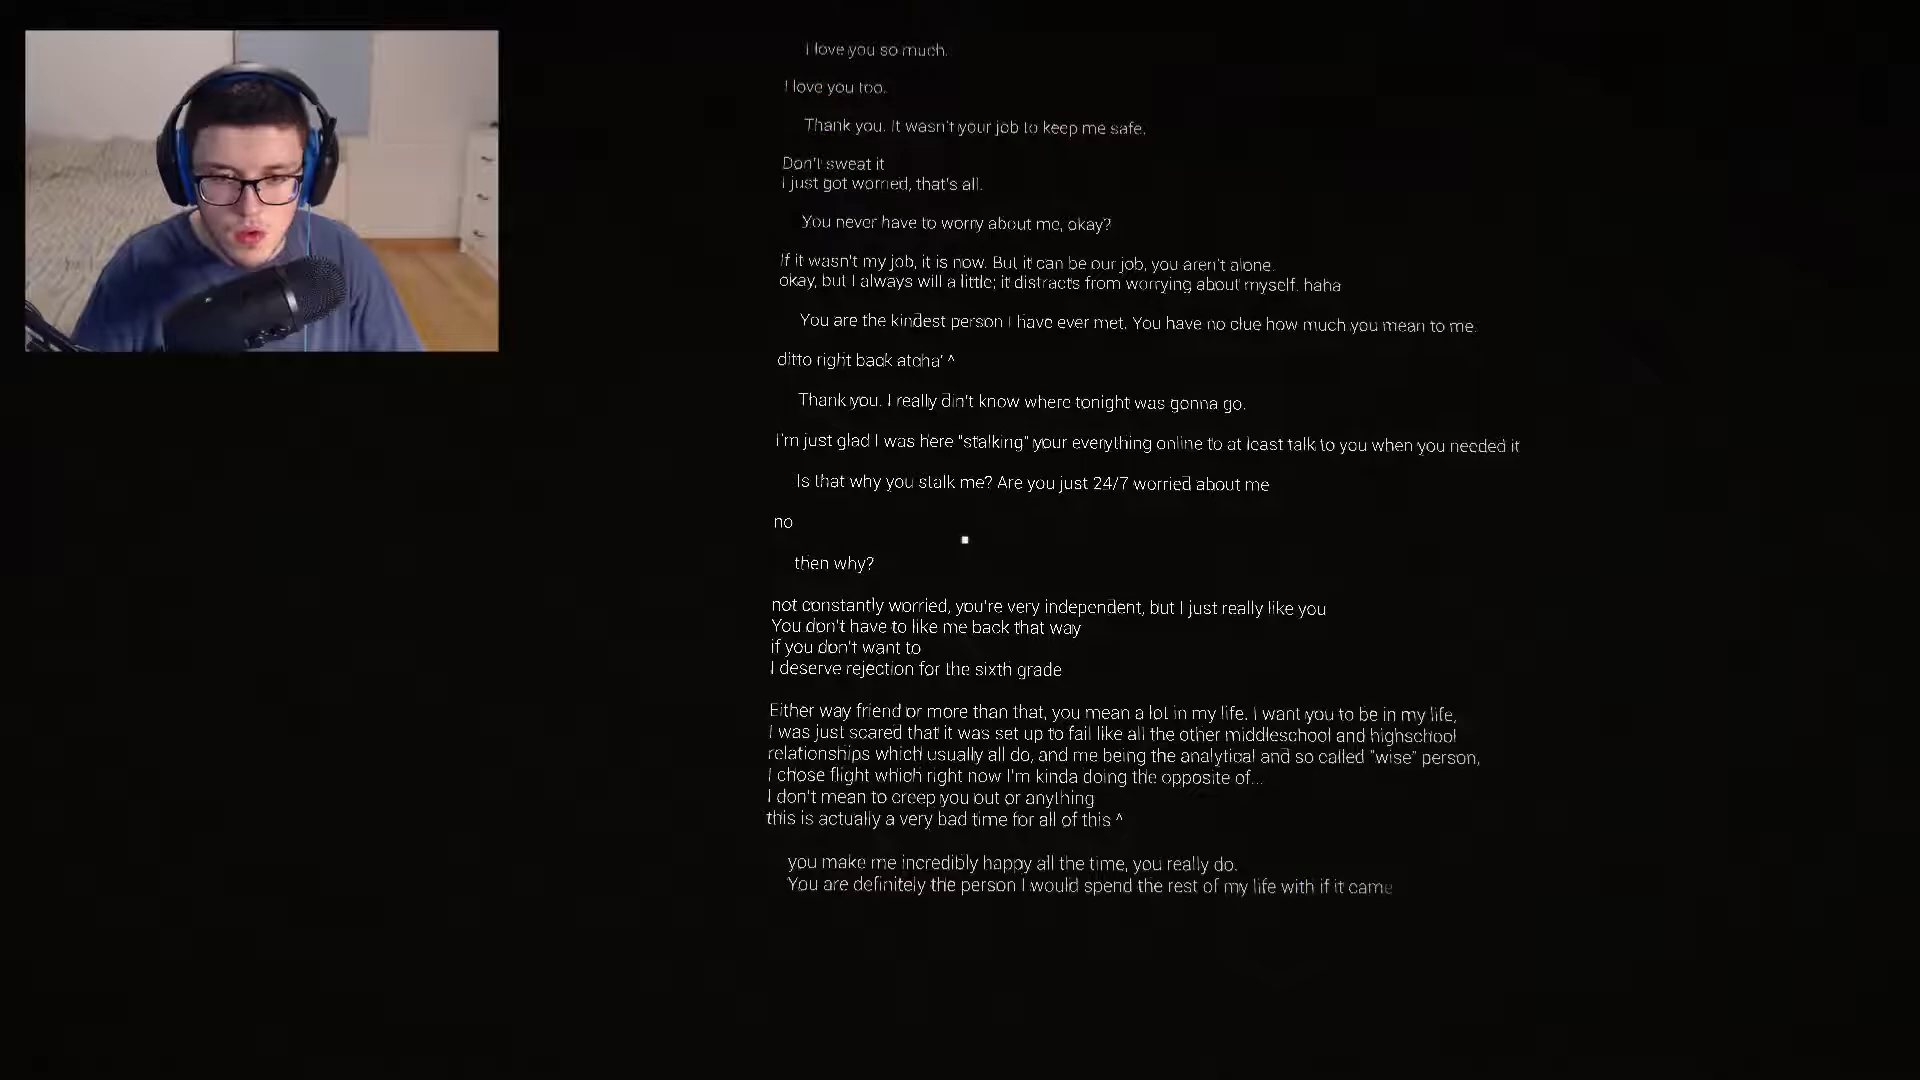 I love you so much.
I love you too.
Thank you. It wasn't your job to keep me safe.
Don't sweat it
I just got worried, that's all.
You never have to worry about me, okay?
If it wasn't my job, it is now. But it can be our job, you aren't alone.
okay, but I always will a little; it distracts from worrying about myself. haha
You are the kindest person I have ever met. You have no clue how much you mean to me.
ditto right back atcha' ^
Thank you. I really din't know where tonight was gonna go.
I'm just glad I was here "stalking" your everything online to at least talk to you when you needed it
Is that why you stalk me? Are you just 24/7 worried about me
no
then why?
not constantly worried, you're very independent, but I just really like you
You don't have to like me back that way
if you don't want to
I deserve rejection for the sixth grade
Either way friend or more than that, you mean a lot in my life. I want you to be in my life,
I was just scared that it was set up to fail like all the other middleschool and highschool
relationships which usually all do, and me being the analytical and so called "wise" person,
I chose flight which right now I'm kinda doing the opposite of...
I don't mean to creep you out or anything
this is actually a very bad time for all of this ^
you make me incredibly happy all the time, you really do.
You are definitely the person I would spend the rest of my life with if it came